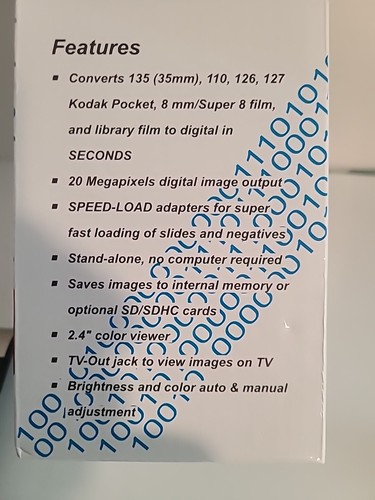 Features
▪ Converts 135 (35mm), 110, 126, 127
Kodak Pocket, 8 mm/Super 8 film,
and library film to digital in
SECONDS
▪ 20 Megapixels digital image output
▪ SPEED-LOAD adapters for super
fast loading of slides and negatives
▪ Stand-alone, no computer required
▪ Saves images to internal memory or
optional SD/SDHC cards
▪ 2.4" color viewer
▪ TV-Out jack to view images on TV
▪ Brightness and color auto & manual
adjustment